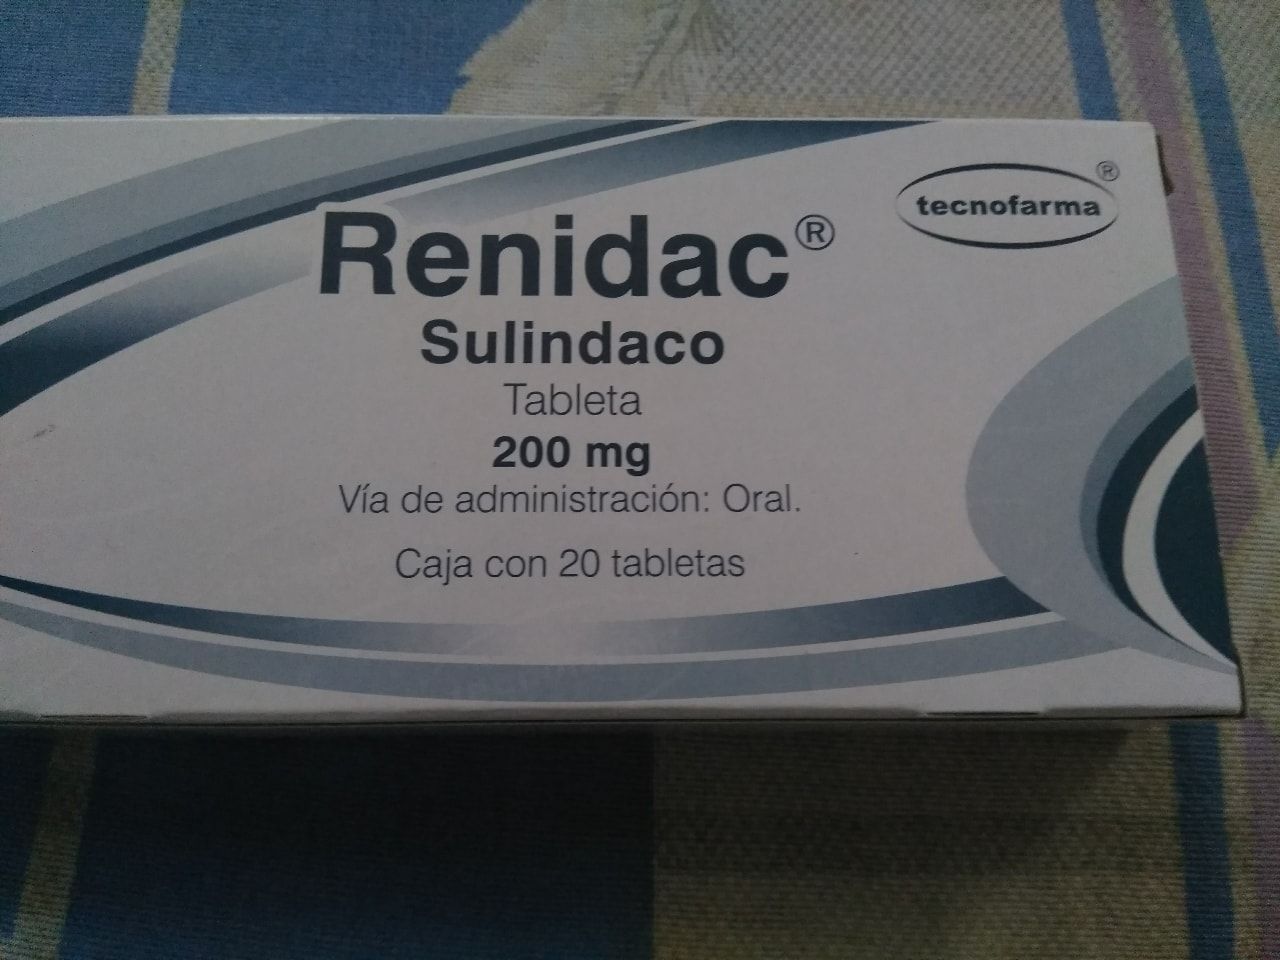 tecnofarma®
Renidac®
Sulindaco
Tableta
200 mg
Vía de administración: Oral.
Caja con 20 tabletas